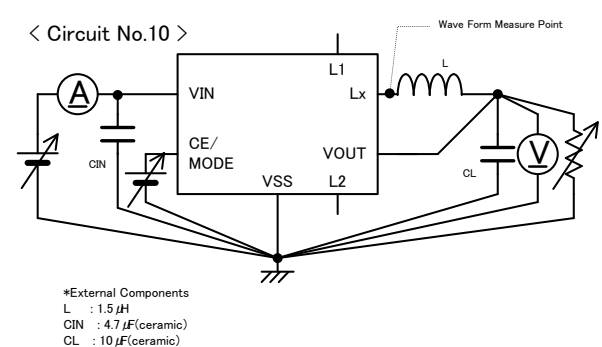 < Circuit No.10 >
Wave Form Measure Point
L1
L
A
VIN
Lx
CIN
CE/
MODE
VOUT
CL
V
VSS
L2
*External Components
L : 1.5 μH
CIN : 4.7 μF(ceramic)
CL : 10 μF(ceramic)